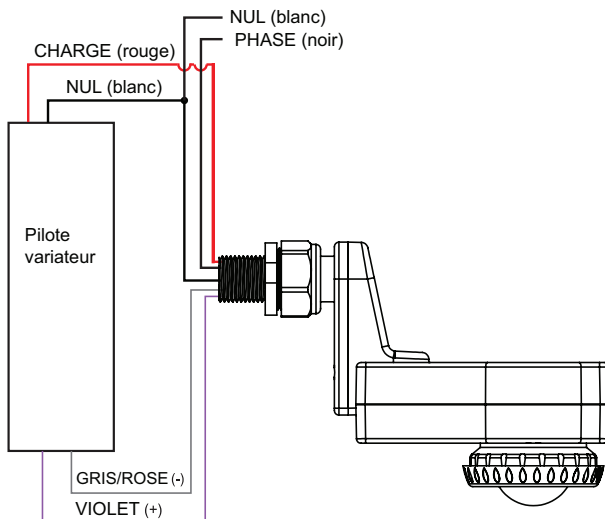 NUL (blanc)
PHASE (noir)
CHARGE (rouge)
NUL (blanc)
Pilote
variateur
GRIS/ROSE (-)
VIOLET (+)